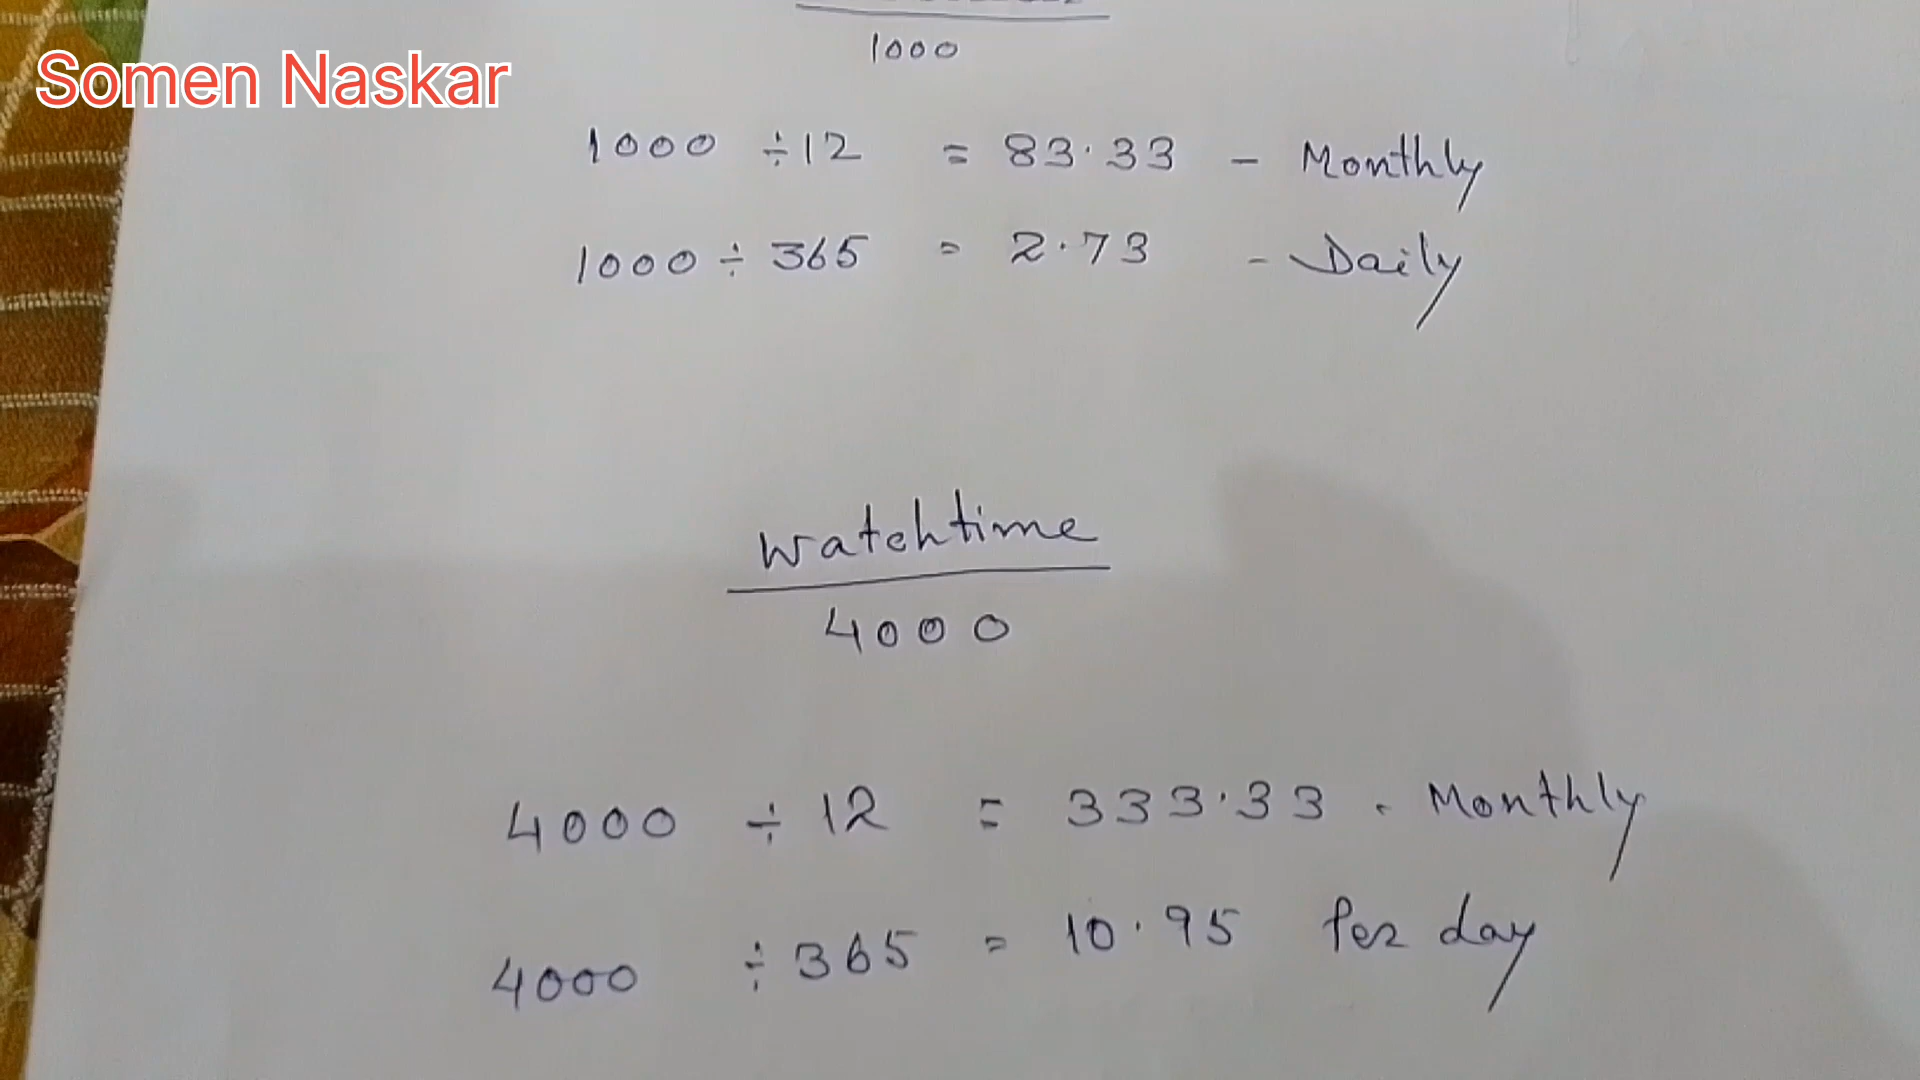 1000
Somen Naskar
1000 ÷ 12 = 83.33 - Monthly
1000 ÷ 365 = 2.73 - Daily
Watchtime
4000
4000 ÷ 12 = 333.33 - Monthly
4000 ÷ 365 = 10.95 Per day